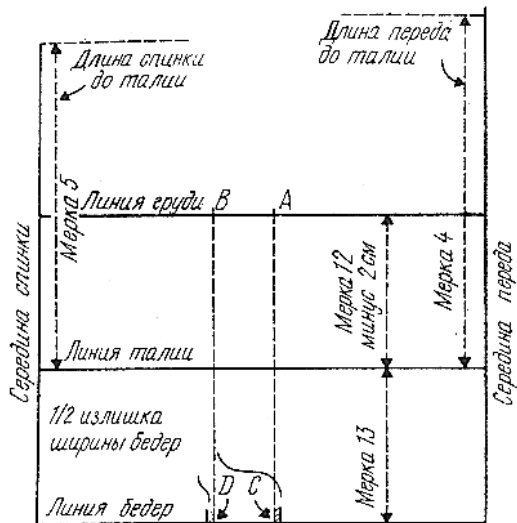 Длина спинки
до талии
Длина переда
до талии
Мерка 5
Линия груди
B
A
Середина спинки
Мерка 12
минус 2см
Мерка 4
Середина переда
Линия талии
1/2 излишка
ширины бедер
Мерка 13
D
C
Линия бедер